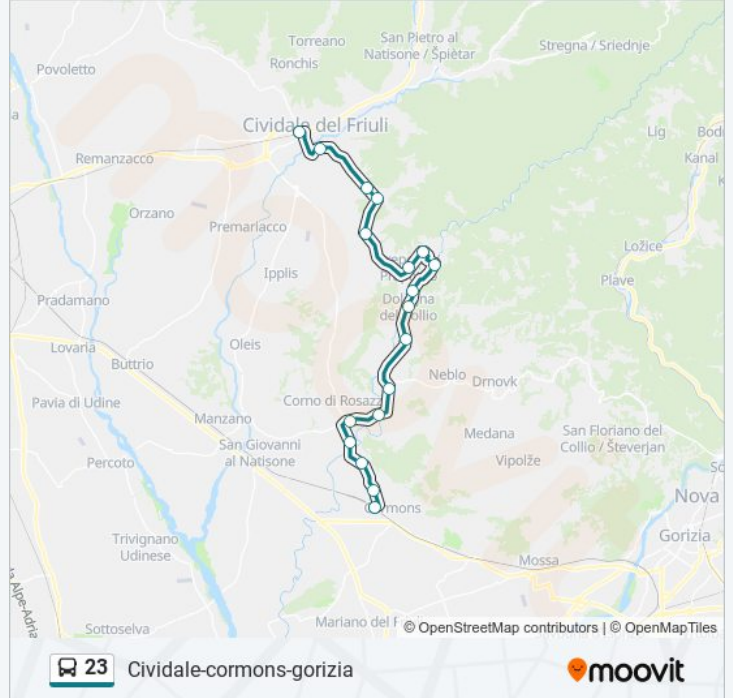 Torreano
San Pietro al
Natisone / Špiètar
Stregna / Sriednje
Ronchis
Povoletto
Cividale del Friuli
Lig
Remanzacco
Kanal
Orzano
Premariacco
Ložice
Ipplis
Plave
Pradamano
Dolegna
del Collio
Lovaria
Buttrio
Oleis
Neblo
Drnovk
Pavia di Udine
Corno di Rosazzo
Manzano
Medana
San Floriano del
Collio / Števerjan
San Giovanni
al Natisone
Vipolže
Percoto
Nova
Cormons
Gorizia
Trivignano
Udinese
Mossa
Mariano del F
Sottoselva
© OpenStreetMap contributors | © OpenMapTiles
23 Cividale-cormons-gorizia
moovit